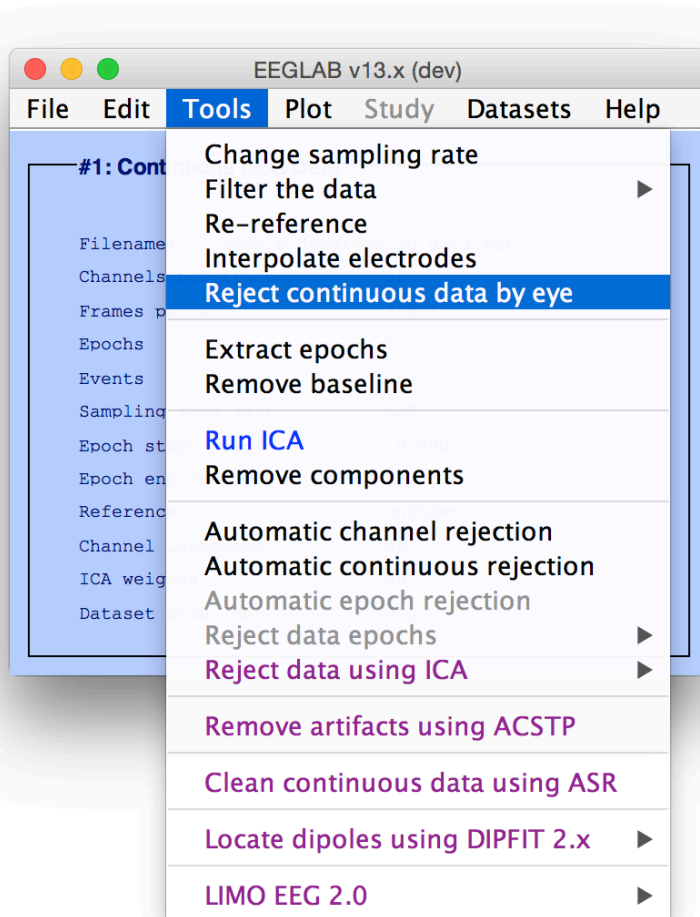 EEGLAB v13.x (dev)
File Edit Tools Plot Study Datasets Help
#1: Cont
Change sampling rate
Filter the data
Re-reference
Filename:
Interpolate electrodes
Channels
Reject continuous data by eye
Frames p
Epochs
Extract epochs
Events
Remove baseline
Sampling
Run ICA
Epoch st
Remove components
Epoch en
Reference
Automatic channel rejection
Channel
Automatic continuous rejection
ICA weig
Automatic epoch rejection
Dataset
Reject data epochs
Reject data using ICA
Remove artifacts using ACSTP
Clean continuous data using ASR
Locate dipoles using DIPFIT 2.x
LIMO EEG 2.0